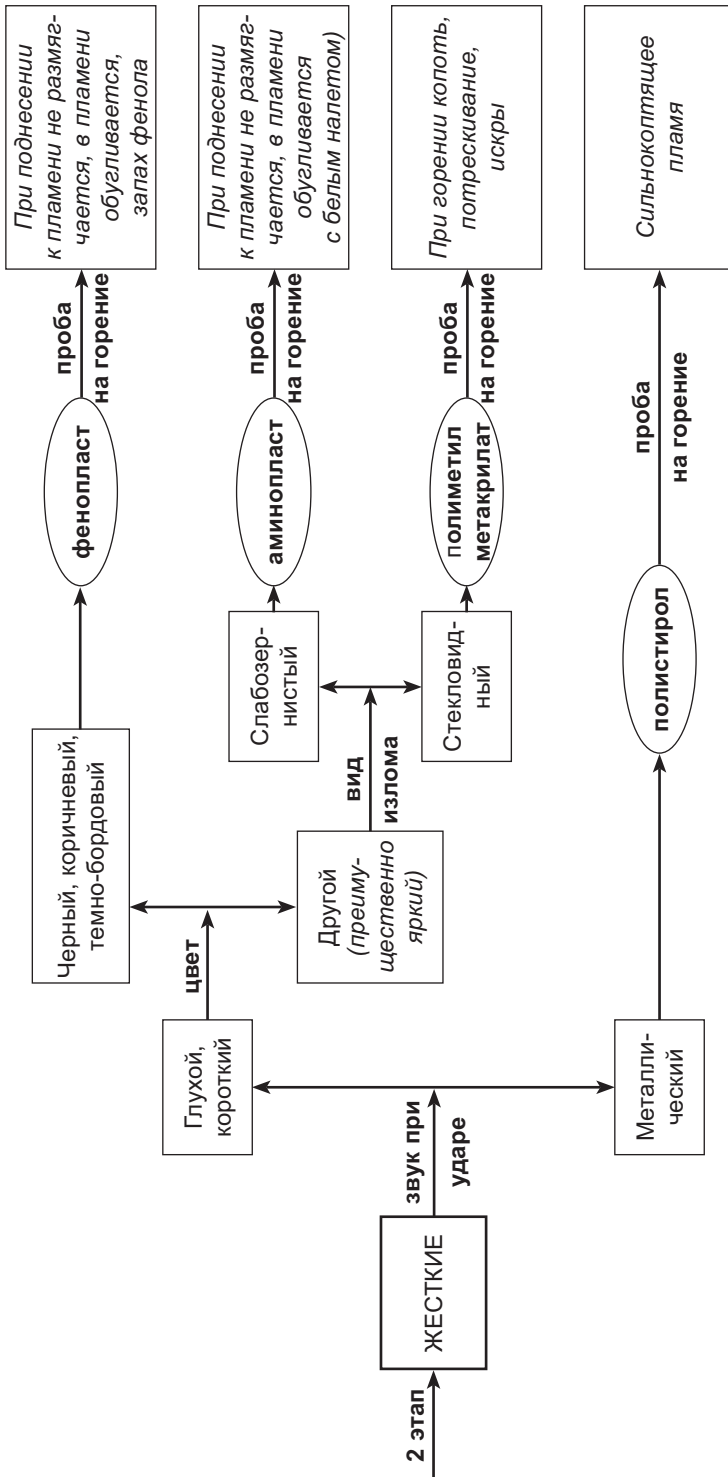 2 этап
ЖЕСТКИЕ
звук при
ударе
Глухой,
короткий
цвет
Черный, коричневый,
темно-бордовый
фенопласт
проба
на горение
При поднесении
к пламени не размяг-
чается, в пламени
обугливается,
запах фенола
Другой
(преиму-
щественно
яркий)
вид
излома
Слабозер-
нистый
аминопласт
проба
на горение
При поднесении
к пламени не размяг-
чается, в пламени
обугливается
с белым налетом)
Стекловид-
ный
полиметил
метакрилат
проба
на горение
При горении копоть,
потрескивание,
искры
Металли-
ческий
полистирол
проба
на горение
Сильнокоптящее
пламя